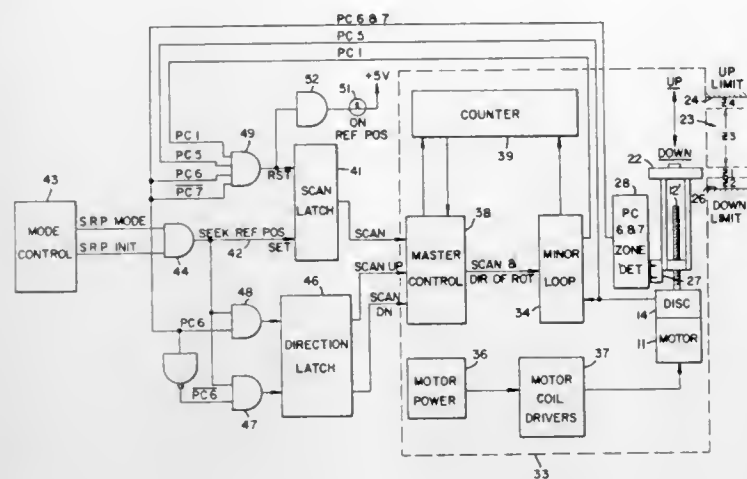 PC 6 & 7
PC 5
PC 1
52
51
+5V
ON
REF POS
UP
UP
LIMIT
24
24
23
23
DOWN
22
21
22
DOWN
LIMIT
COUNTER
39
PC 1
PC 5
PC 6
PC 7
49
RST
41
SCAN
LATCH
SCAN
43
MODE
CONTROL
S.R.P MODE
S.R.P INIT
44
SEEK REF POS
42
SET
38
MASTER
CONTROL
SCAN &
DIR OF ROT
MINOR
LOOP
34
28
PC
6 & 7
ZONE
DET
12
26
27
DISC
14
MOTOR
11
48
46
SCAN UP
SCAN
DN
DIRECTION
LATCH
PC6
PC6
47
36
MOTOR
POWER
37
MOTOR
COIL
DRIVERS
33